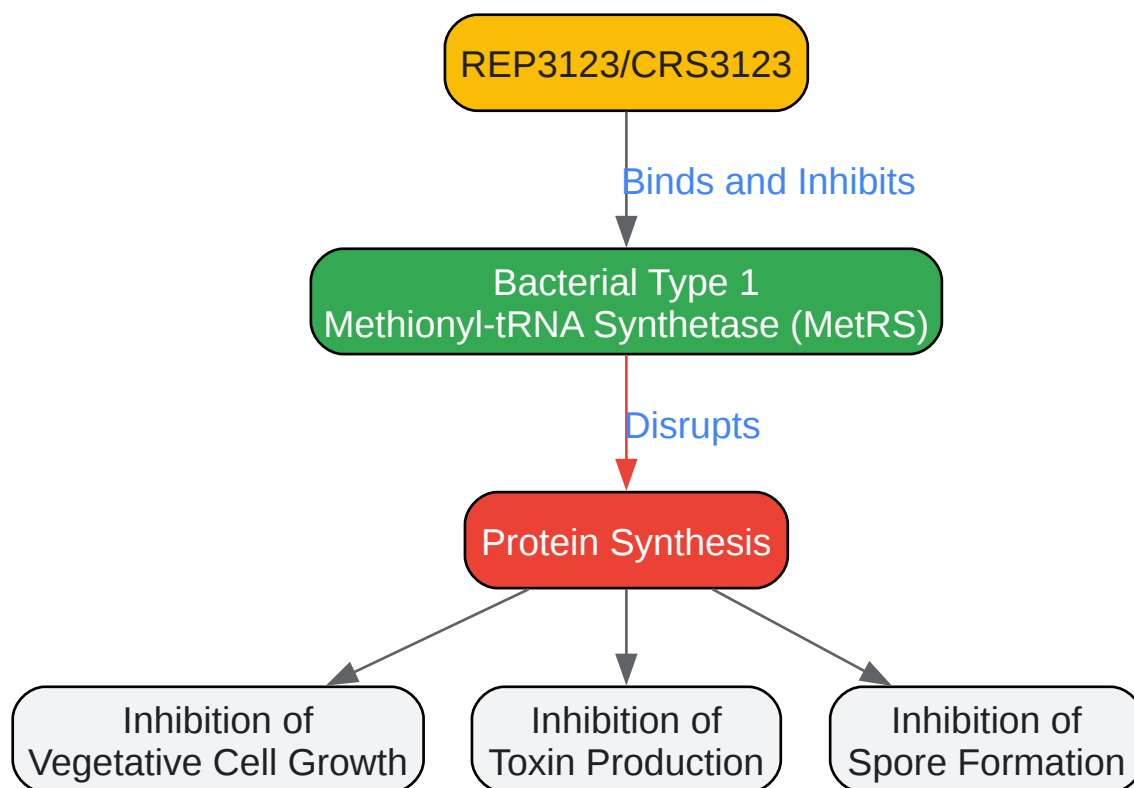 REP3123/CRS3123
Binds and Inhibits
Bacterial Type 1
Methionyl-tRNA Synthetase (MetRS)
Disrupts
Protein Synthesis
Inhibition of
Vegetative Cell Growth
Inhibition of
Toxin Production
Inhibition of
Spore Formation